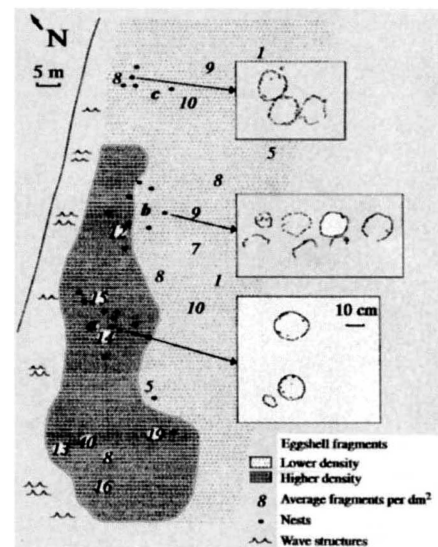 N
5 m
1
9
8
c
10
5
8
b
9
12
7
8
1
15
10
14
10 cm
5
19
13
40
8
16
Eggshell fragments
Lower density
Higher density
8 Average fragments per dm²
Nests
Wave structures